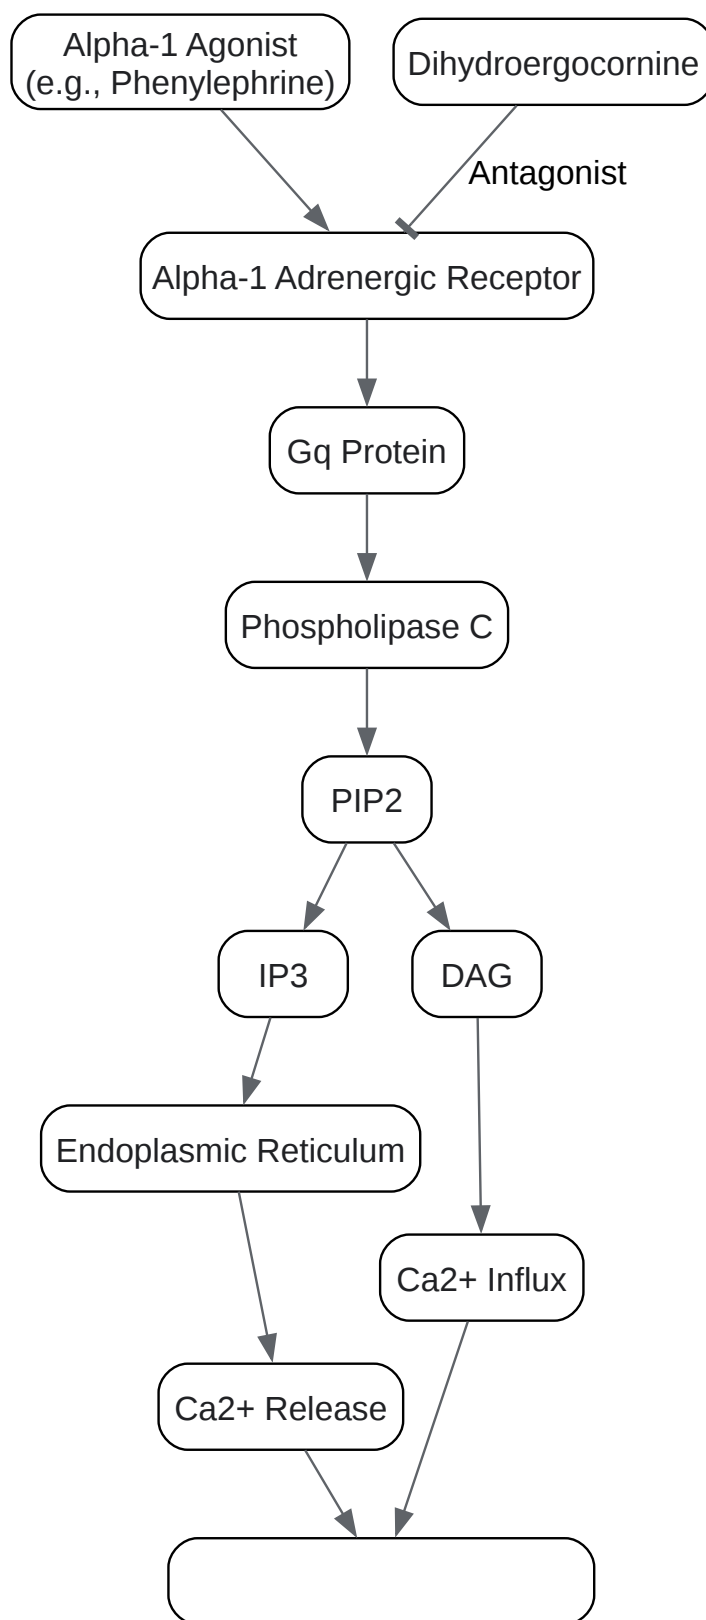 Alpha-1 Agonist
(e.g., Phenylephrine)
Dihydroergocornine
Antagonist
Alpha-1 Adrenergic Receptor
Gq Protein
Phospholipase C
PIP2
IP3
DAG
Endoplasmic Reticulum
Ca2+ Influx
Ca2+ Release